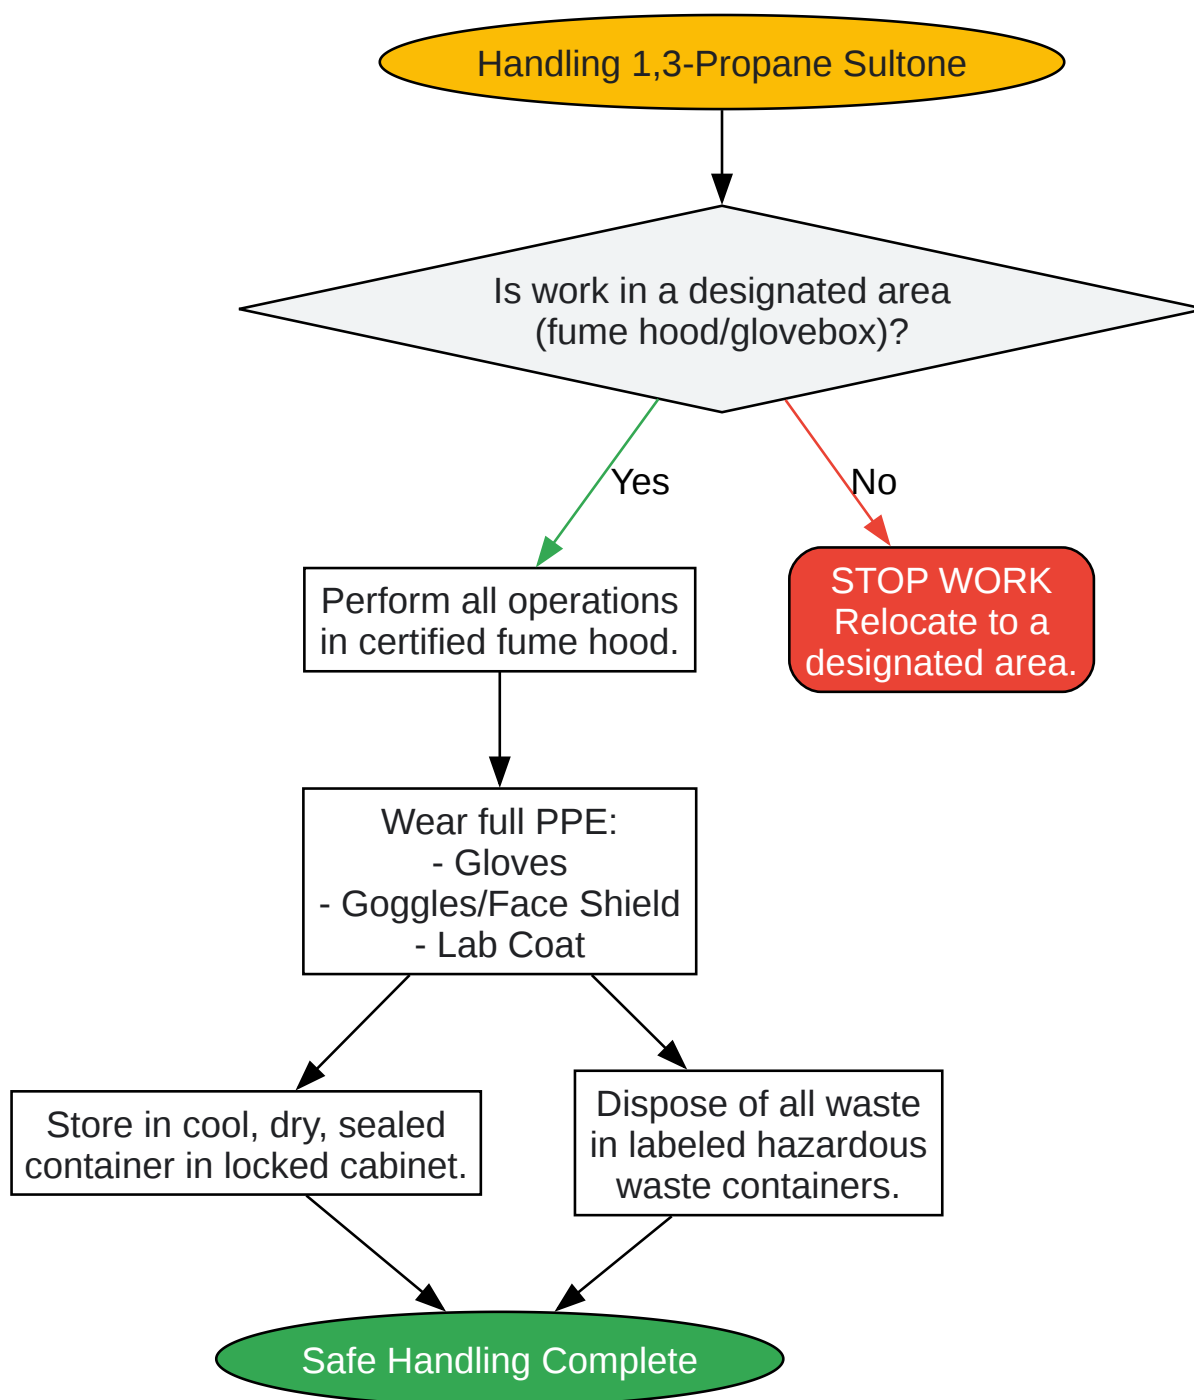 Handling 1,3-Propane Sultone
Is work in a designated area
(fume hood/glovebox)?
Yes
No
Perform all operations
in certified fume hood.
STOP WORK
Relocate to a
designated area.
Wear full PPE:
- Gloves
- Goggles/Face Shield
- Lab Coat
Store in cool, dry, sealed
container in locked cabinet.
Dispose of all waste
in labeled hazardous
waste containers.
Safe Handling Complete